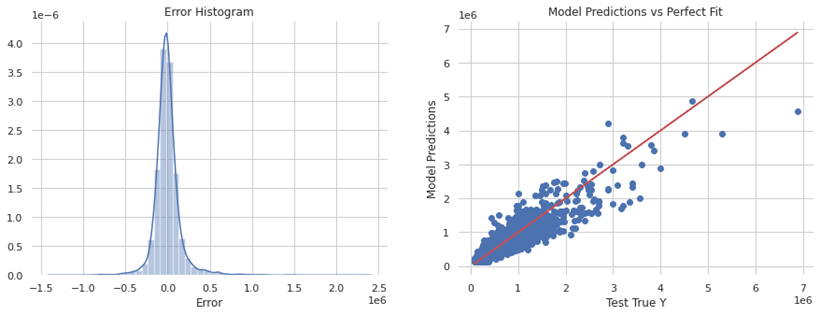 Error Histogram
1e−6
4.0
3.5
3.0
2.5
2.0
1.5
1.0
0.5
0.0
−1.5 −1.0 −0.5 0.0 0.5 1.0 1.5 2.0 2.5
1e6
Error
Model Predictions vs Perfect Fit
1e6
7
6
5
4
3
2
1
0
Model Predictions
0 1 2 3 4 5 6 7
1e6
Test True Y